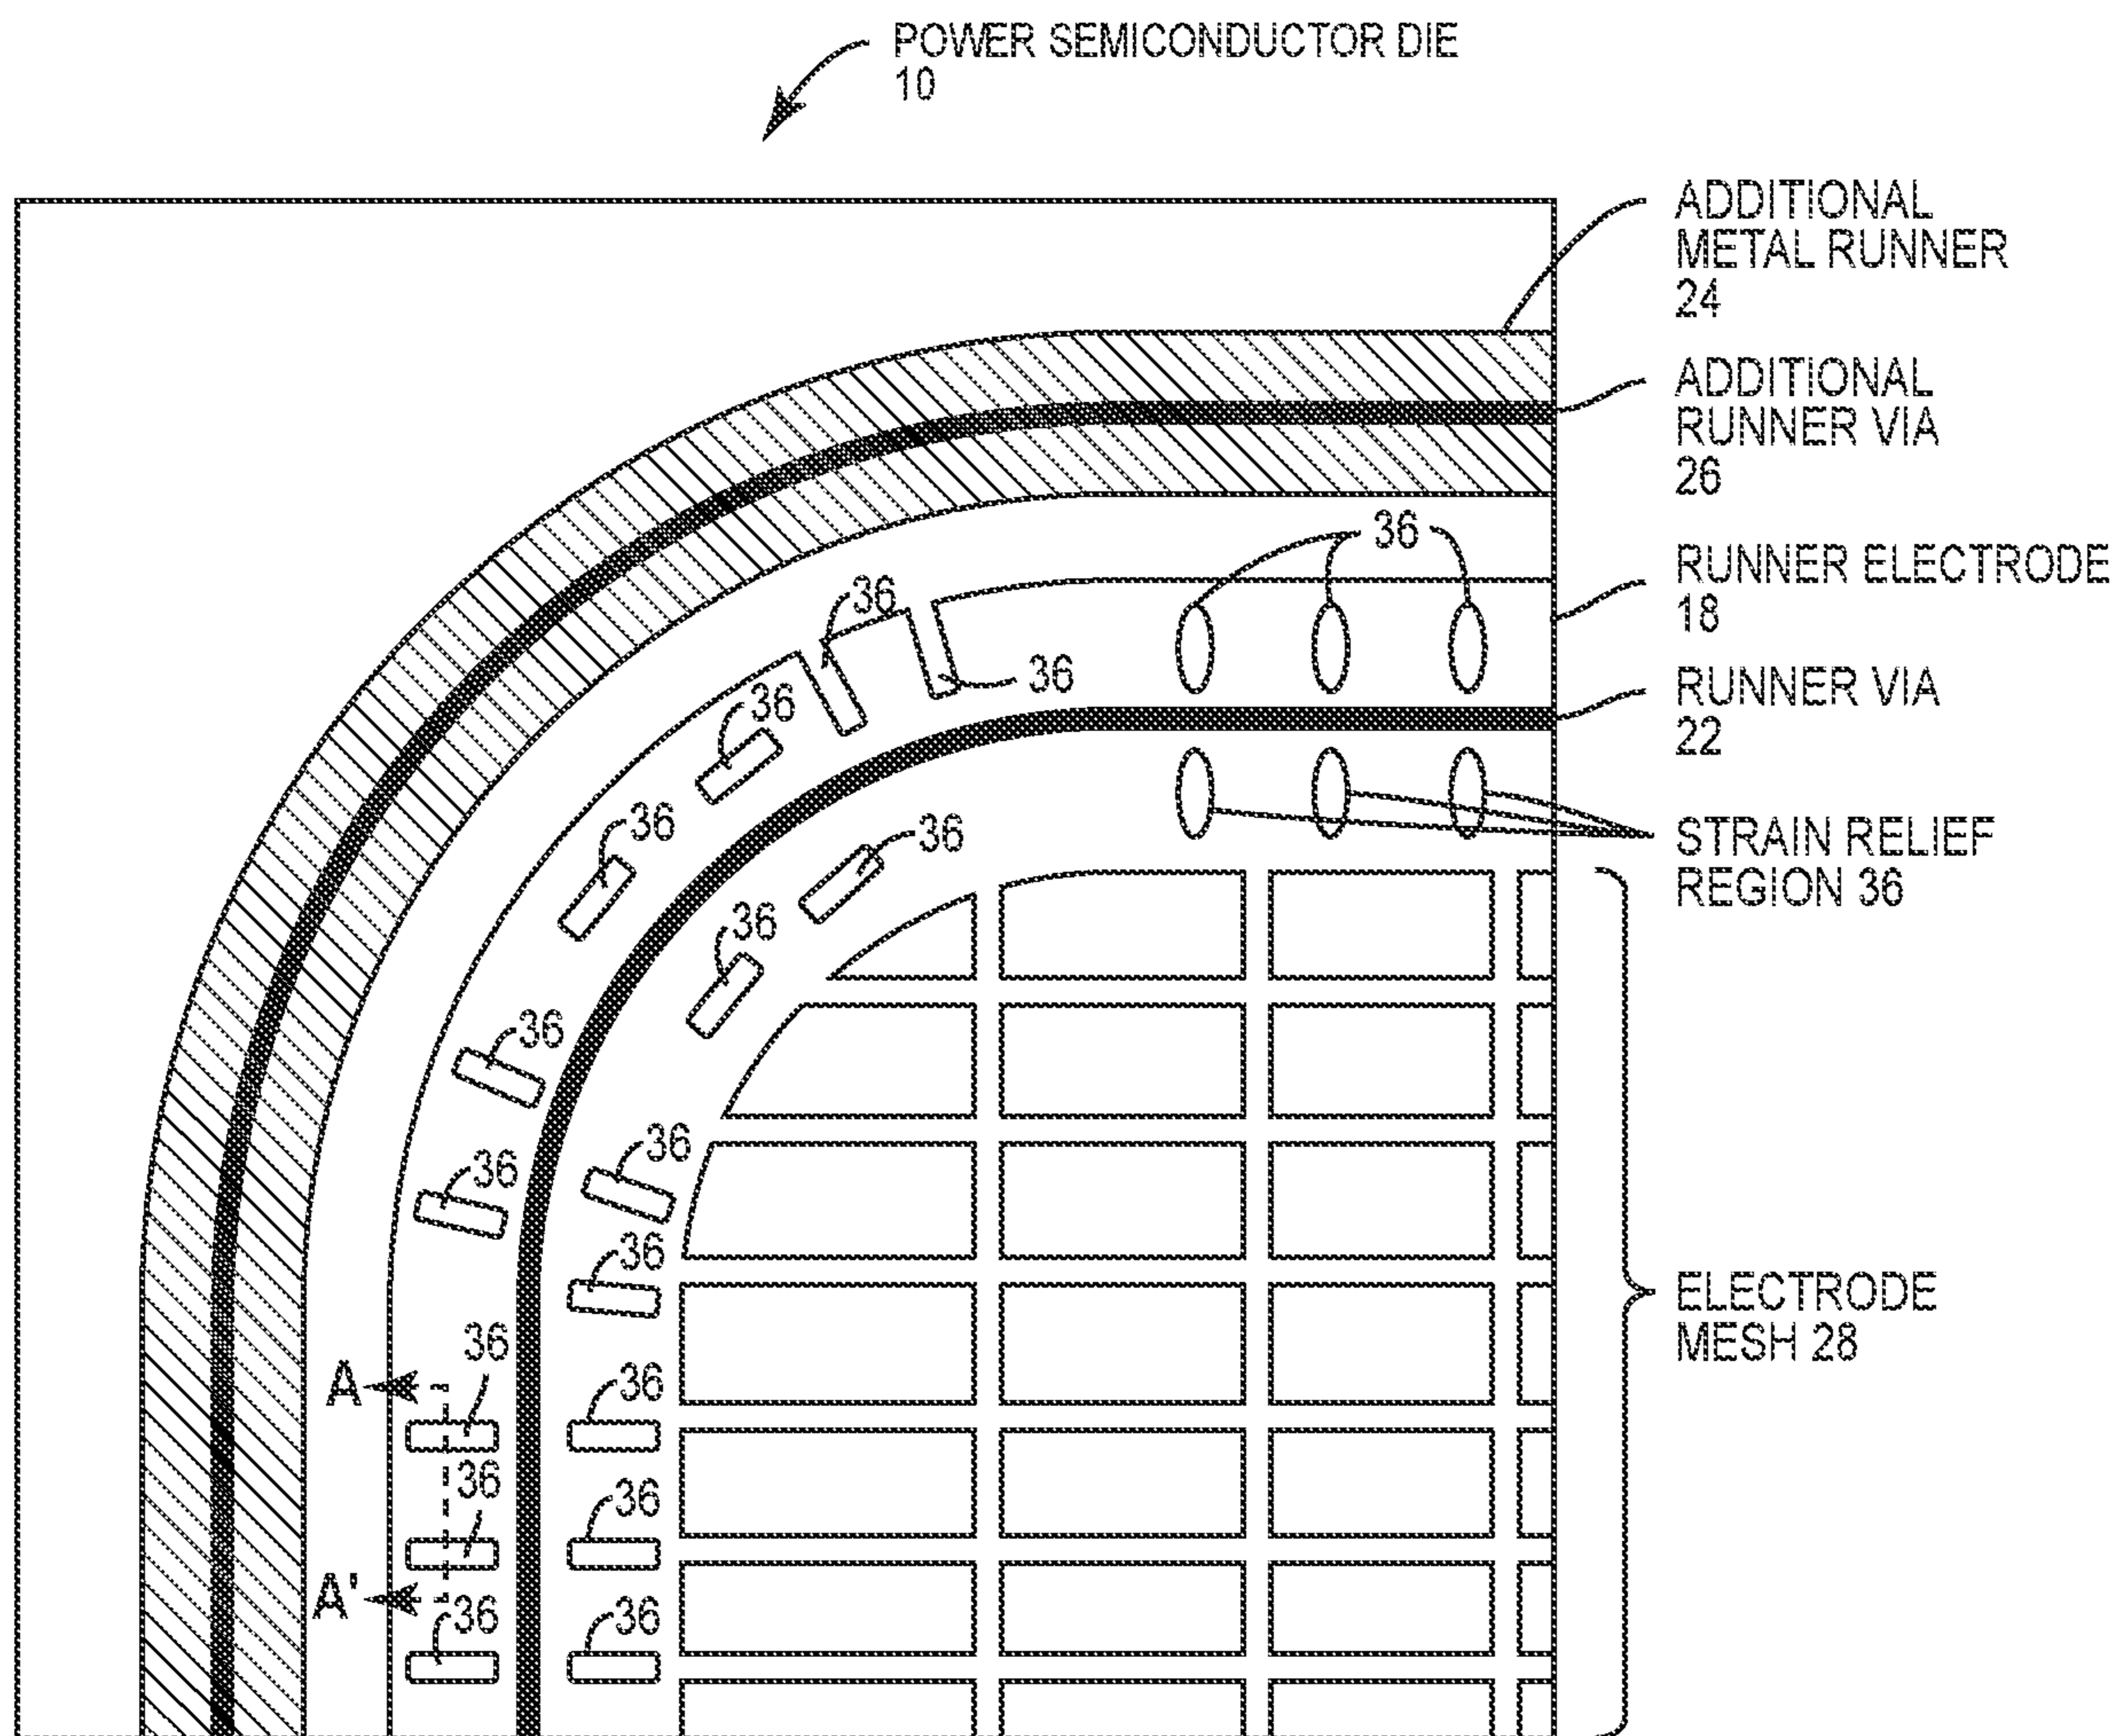 POWER SEMICONDUCTOR DIE
10
ADDITIONAL
METAL RUNNER
24
ADDITIONAL
RUNNER VIA
26
36
RUNNER ELECTRODE
18
36
36
RUNNER VIA
22
36
36
36
STRAIN RELIEF
REGION 36
36
36
36
36
36
ELECTRODE
MESH 28
36
A
36
36
36
A'
36
36